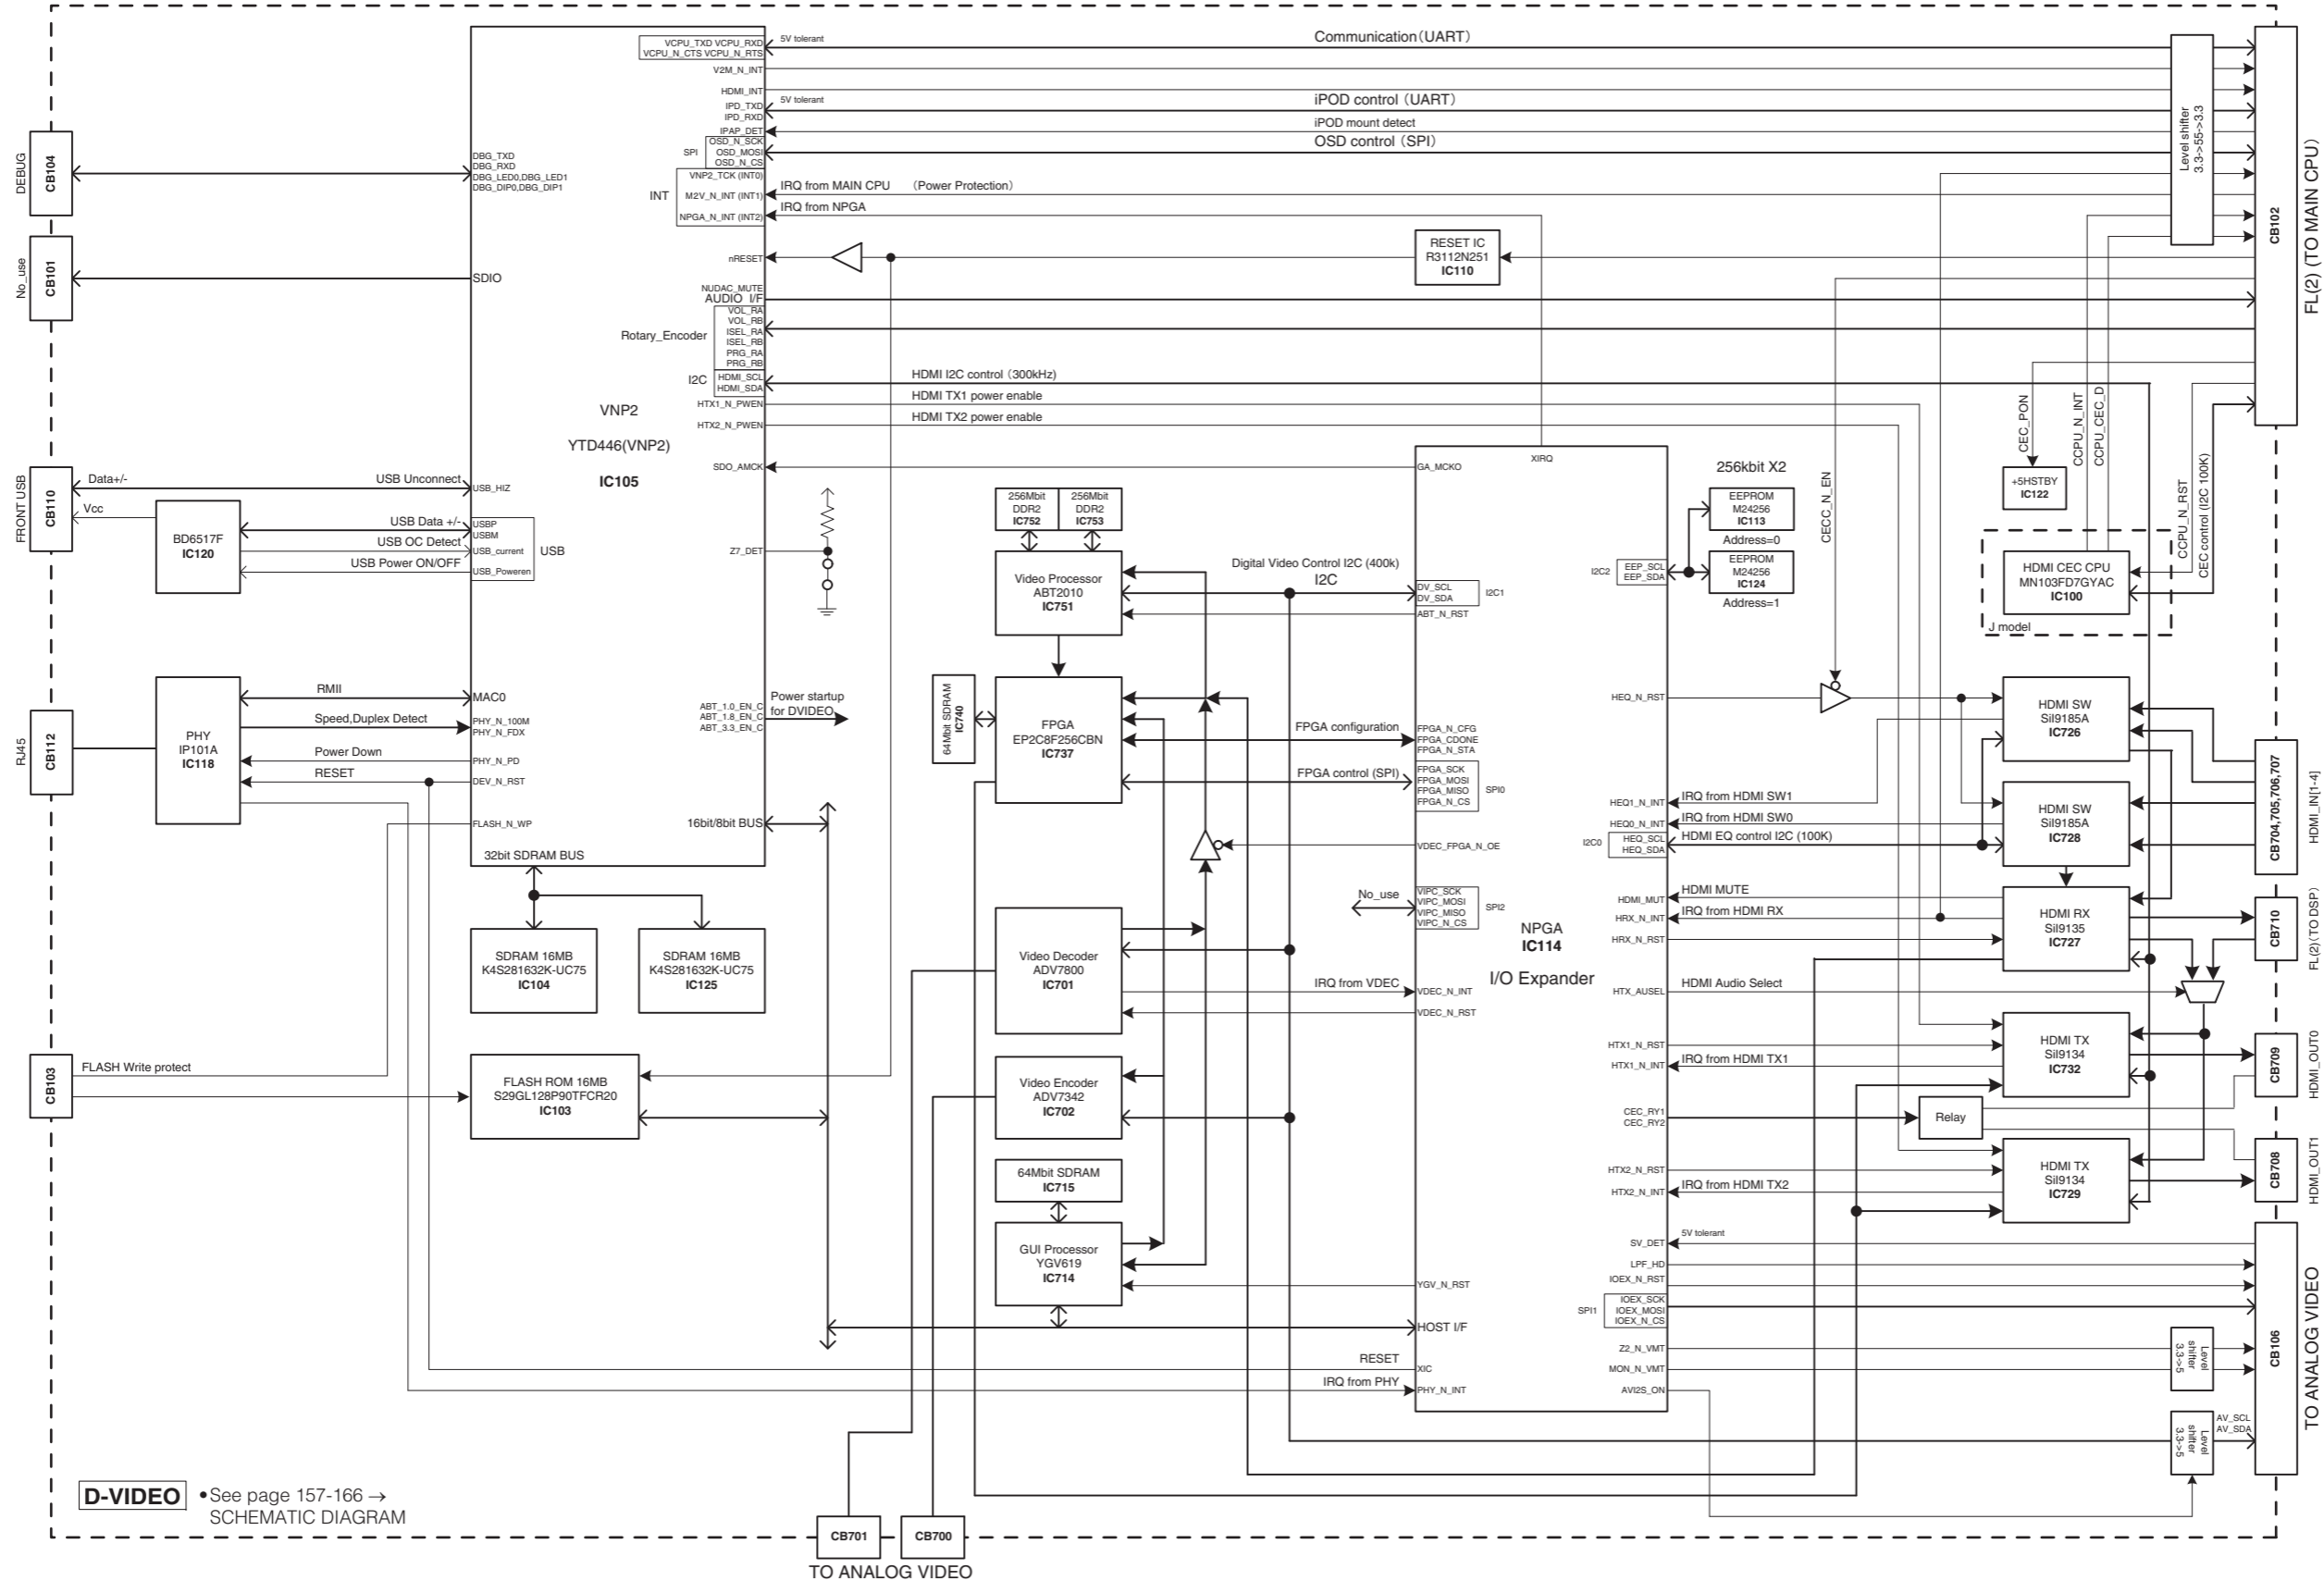 VCPU_TXD VCPU_RXD
VCPU_N_CTS VCPU_N_RTS
5V tolerant
Communication(UART)
V2M_N_INT
HDMI_INT
IPD_TXD
IPD_RXD
5V tolerant
iPOD control (UART)
IPAP_DET
iPOD mount detect
SPI
OSD_N_SCK
OSD_MOSI
OSD_N_CS
OSD control (SPI)
INT
VNP2_TCK (INT0)
M2V_N_INT (INT1)
NPGA_N_INT (INT2)
IRQ from MAIN CPU (Power Protection)
IRQ from NPGA
Level shifter
3.3->5 5->3.3
CB102
FL(2) (TO MAIN CPU)
DEBUG
CB104
DBG_TXD
DBG_RXD
DBG_LED0,DBG_LED1
DBG_DIP0,DBG_DIP1
No_use
CB101
SDIO
nRESET
RESET IC
R3112N251
IC110
NUDAC_MUTE
AUDIO I/F
Rotary_Encoder
VOL_RA
VOL_RB
ISEL_RA
ISEL_RB
PRG_RA
PRG_RB
I2C
HDMI_SCL
HDMI_SDA
HDMI I2C control (300kHz)
HTX1_N_PWEN
HDMI TX1 power enable
HTX2_N_PWEN
HDMI TX2 power enable
VNP2
YTD446(VNP2)
IC105
SDO_AMCK
Z7_DET
FRONT USB
CB110
Data+/-
Vcc
USB Unconnect
USB_HIZ
BD6517F
IC120
USB Data +/-
USBP
USBM
USB OC Detect
USB_current
USB
USB Power ON/OFF
USB_Poweren
RJ45
CB112
PHY
IP101A
IC118
RMII
MAC0
Speed,Duplex Detect
PHY_N_100M
PHY_N_FDX
Power Down
PHY_N_PD
RESET
DEV_N_RST
FLASH_N_WP
ABT_1.0_EN_C
ABT_1.8_EN_C
ABT_3.3_EN_C
Power startup
for DVIDEO
16bit/8bit BUS
32bit SDRAM BUS
SDRAM 16MB
K4S281632K-UC75
IC104
SDRAM 16MB
K4S281632K-UC75
IC125
CB103
FLASH Write protect
FLASH ROM 16MB
S29GL128P90TFCR20
IC103
256Mbit
DDR2
IC752
256Mbit
DDR2
IC753
Video Processor
ABT2010
IC751
Digital Video Control I2C (400k)
I2C
64Mbit SDRAM
IC740
FPGA
EP2C8F256CBN
IC737
FPGA configuration
FPGA control (SPI)
No_use
Video Decoder
ADV7800
IC701
IRQ from VDEC
Video Encoder
ADV7342
IC702
64Mbit SDRAM
IC715
GUI Processor
YGV619
IC714
RESET
IRQ from PHY
XIRQ
GA_MCKO
DV_SCL
DV_SDA
I2C1
ABT_N_RST
FPGA_N_CFG
FPGA_CDONE
FPGA_N_STA
FPGA_SCK
FPGA_MOSI
FPGA_MISO
FPGA_N_CS
SPI0
VDEC_FPGA_N_OE
VIPC_SCK
VIPC_MOSI
VIPC_MISO
VIPC_N_CS
SPI2
NPGA
IC114
I/O Expander
VDEC_N_INT
VDEC_N_RST
YGV_N_RST
HOST I/F
XIC
PHY_N_INT
I2C2
EEP_SCL
EEP_SDA
HEQ_N_RST
HEQ1_N_INT
HEQ0_N_INT
I2C0
HEQ_SCL
HEQ_SDA
HDMI_MUT
HRX_N_INT
HRX_N_RST
HTX_AUSEL
HTX1_N_RST
HTX1_N_INT
CEC_RY1
CEC_RY2
HTX2_N_RST
HTX2_N_INT
SV_DET
LPF_HD
IOEX_N_RST
SPI1
IOEX_SCK
IOEX_MOSI
IOEX_N_CS
Z2_N_VMT
MON_N_VMT
AVI2S_ON
256kbit X2
EEPROM
M24256
IC113
Address=0
EEPROM
M24256
IC124
Address=1
CECC_N_EN
CEC_PON
CCPU_N_INT
CCPU_CEC_D
CCPU_N_RST
CEC control (I2C 100K)
+5HSTBY
IC122
HDMI CEC CPU
MN103FD7GYAC
IC100
J model
HDMI SW
SiI9185A
IC726
IRQ from HDMI SW1
IRQ from HDMI SW0
HDMI EQ control I2C (100K)
HDMI SW
SiI9185A
IC728
CB704,705,706,707
HDMI_IN[1-4]
HDMI MUTE
IRQ from HDMI RX
HDMI RX
SiI9135
IC727
CB710
FL(2)(TO DSP)
HDMI Audio Select
IRQ from HDMI TX1
HDMI TX
SiI9134
IC732
CB709
HDMI_OUT0
Relay
IRQ from HDMI TX2
HDMI TX
SiI9134
IC729
CB708
HDMI_OUT1
5V tolerant
Level
shifter
3.3->5
Level
shifter
3.3->5
AV_SCL
AV_SDA
CB106
TO ANALOG VIDEO
D-VIDEO
•See page 157-166 →
SCHEMATIC DIAGRAM
CB701
CB700
TO ANALOG VIDEO